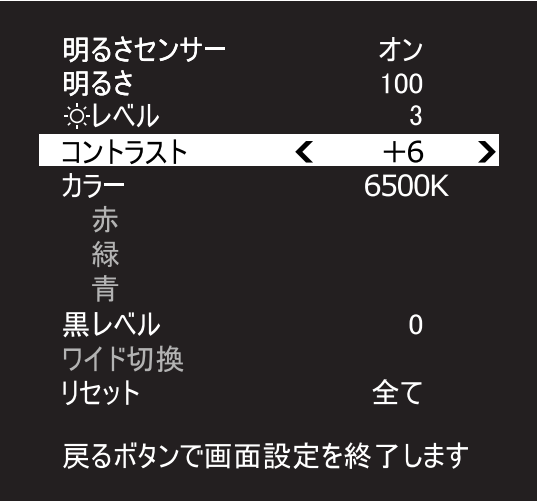 明るさセンサー オン
明るさ 100
☼レベル 3
コントラスト ❮ +6 ❯
カラー 6500K
赤
緑
青
黒レベル 0
ワイド切換
リセット 全て
戻るボタンで画面設定を終了します